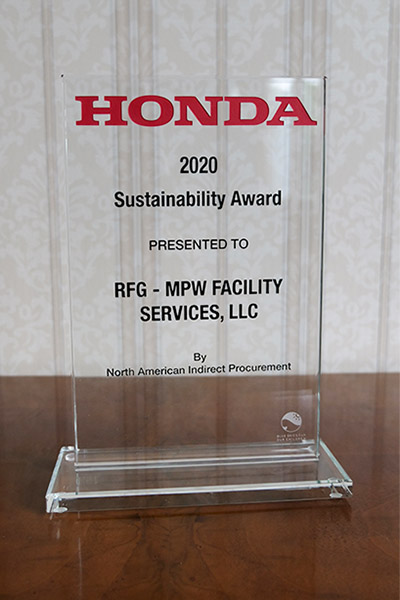 HONDA
2020
Sustainability Award
PRESENTED TO
RFG - MPW FACILITY
SERVICES, LLC
By
North American Indirect Procurement